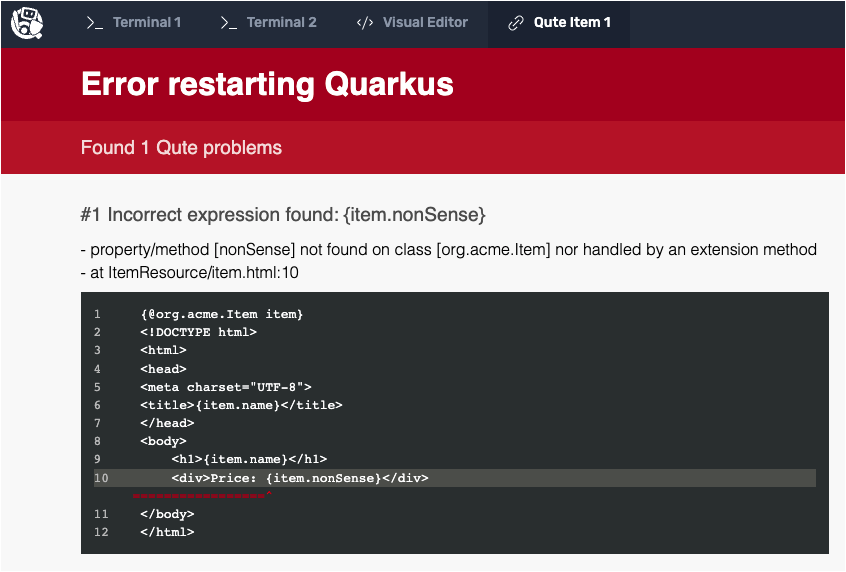 >_ Terminal 1 >_ Terminal 2 </> Visual Editor Qute Item 1
Error restarting Quarkus
Found 1 Qute problems
#1 Incorrect expression found: {item.nonSense}
- property/method [nonSense] not found on class [org.acme.Item] nor handled by an extension method
- at ItemResource/item.html:10
1 {@org.acme.Item item}
2 <!DOCTYPE html>
3 <html>
4 <head>
5 <meta charset="UTF-8">
6 <title>{item.name}</title>
7 </head>
8 <body>
9 <h1>{item.name}</h1>
10 <div>Price: {item.nonSense}</div>
11 </body>
12 </html>